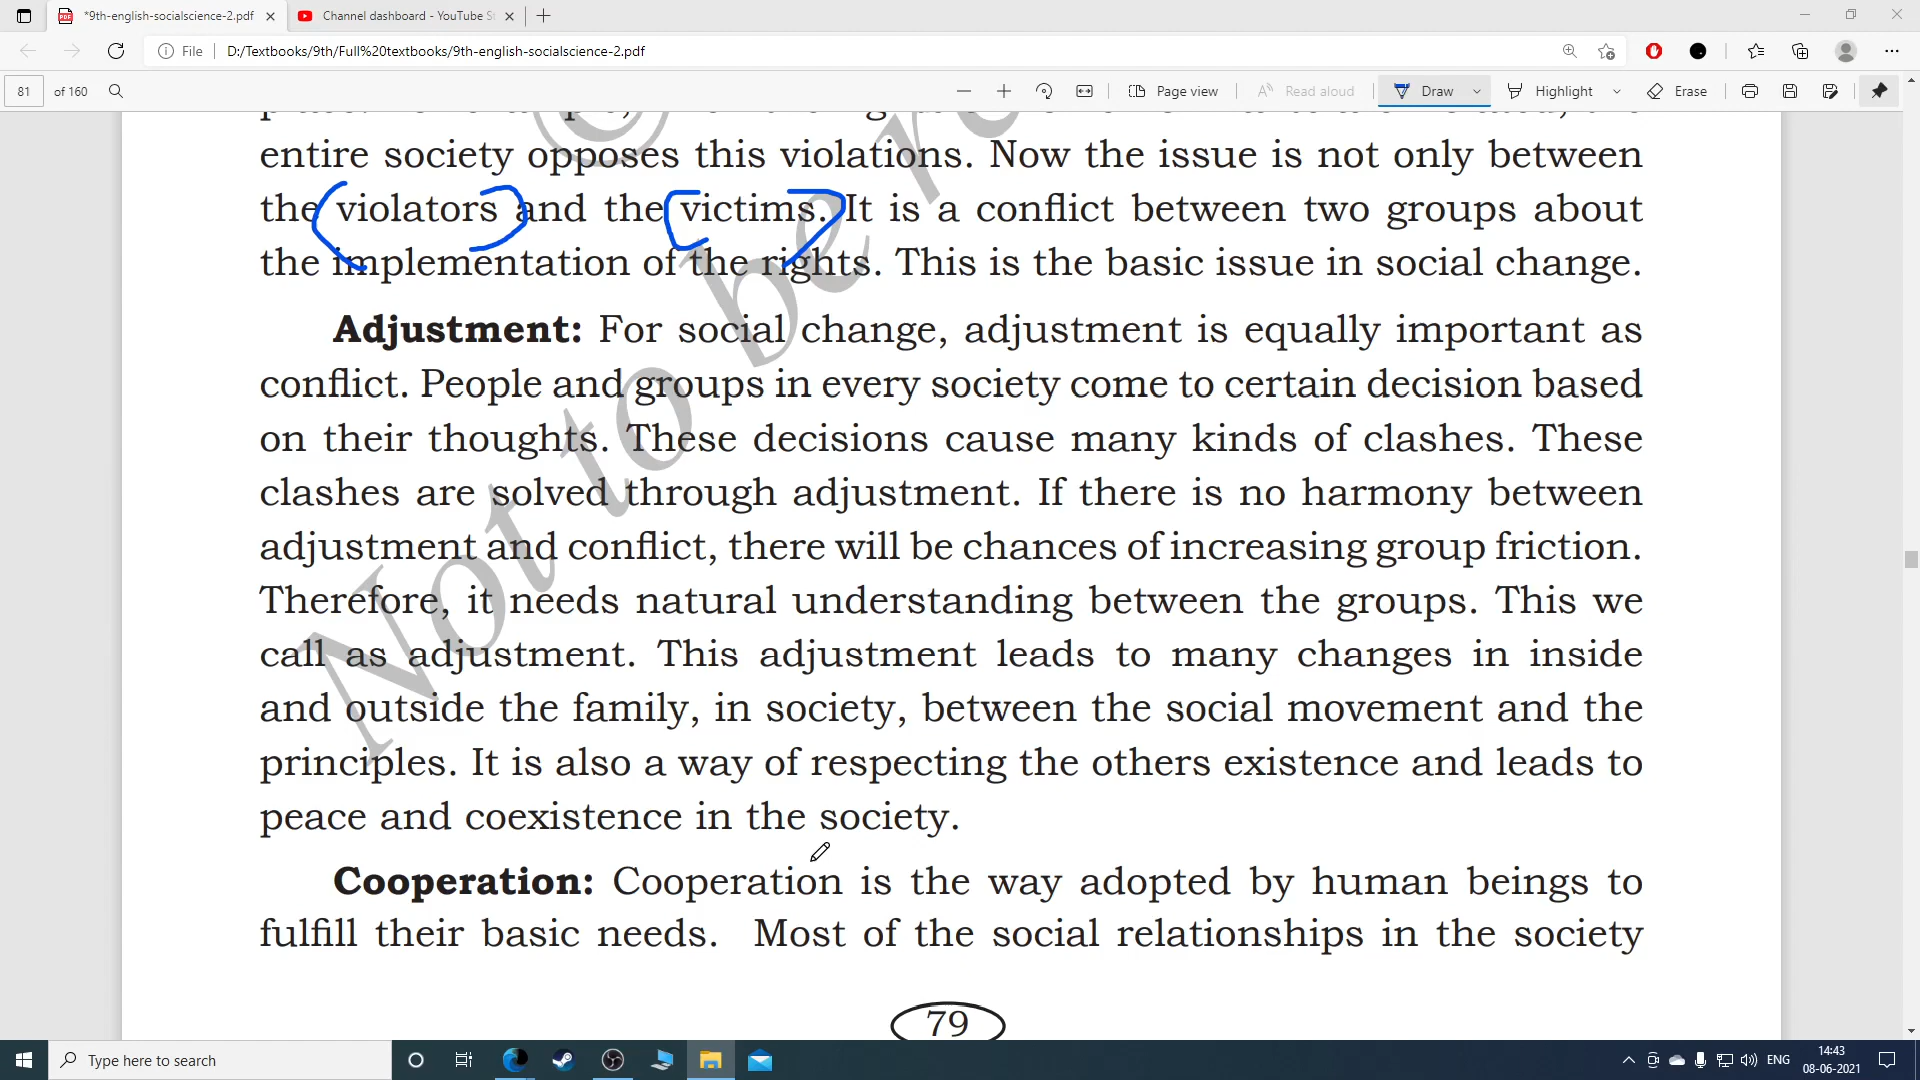 *9th-english-socialscience-2.pdf
Channel dashboard - YouTube St
File
D:/Textbooks/9th/Full%20textbooks/9th-english-socialscience-2.pdf
81 of 160
Page view
Read aloud
Draw
Highlight
Erase
entire society opposes this violations. Now the issue is not only between
the violators and the victims. It is a conflict between two groups about
the implementation of the rights. This is the basic issue in social change.
Adjustment: For social change, adjustment is equally important as
conflict. People and groups in every society come to certain decision based
on their thoughts. These decisions cause many kinds of clashes. These
clashes are solved through adjustment. If there is no harmony between
adjustment and conflict, there will be chances of increasing group friction.
Therefore, it needs natural understanding between the groups. This we
call as adjustment. This adjustment leads to many changes in inside
and outside the family, in society, between the social movement and the
principles. It is also a way of respecting the others existence and leads to
peace and coexistence in the society.
Cooperation: Cooperation is the way adopted by human beings to
fulfill their basic needs. Most of the social relationships in the society
79
Not to be re
©
Type here to search
ENG
14:43
08-06-2021